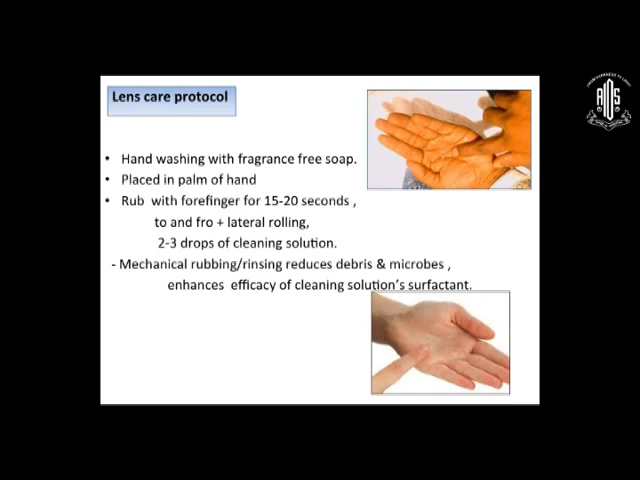 Lens care protocol
• Hand washing with fragrance free soap.
• Placed in palm of hand
• Rub with forefinger for 15-20 seconds ,
to and fro + lateral rolling,
2-3 drops of cleaning solution.
- Mechanical rubbing/rinsing reduces debris & microbes ,
enhances efficacy of cleaning solution's surfactant.
AIOS